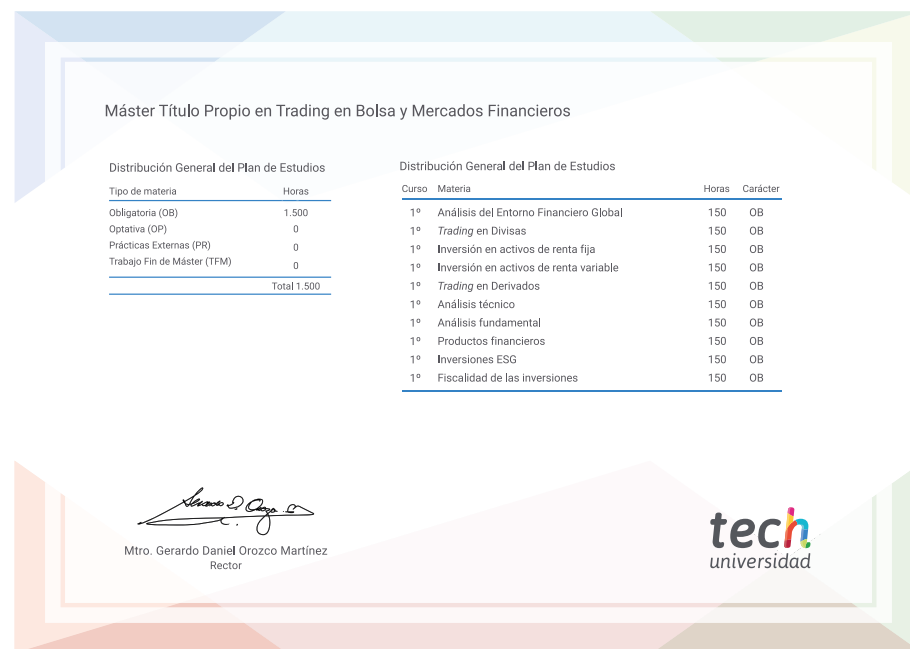 Máster Título Propio en Trading en Bolsa y Mercados Financieros
Distribución General del Plan de Estudios
Tipo de materia Horas
Obligatoria (OB) 1.500
Optativa (OP) 0
Prácticas Externas (PR) 0
Trabajo Fin de Máster (TFM) 0
Total 1.500
Distribución General del Plan de Estudios
Curso Materia Horas Carácter
1º Análisis del Entorno Financiero Global 150 OB
1º Trading en Divisas 150 OB
1º Inversión en activos de renta fija 150 OB
1º Inversión en activos de renta variable 150 OB
1º Trading en Derivados 150 OB
1º Análisis técnico 150 OB
1º Análisis fundamental 150 OB
1º Productos financieros 150 OB
1º Inversiones ESG 150 OB
1º Fiscalidad de las inversiones 150 OB
Mtro. Gerardo Daniel Orozco Martínez
Rector
tech
universidad